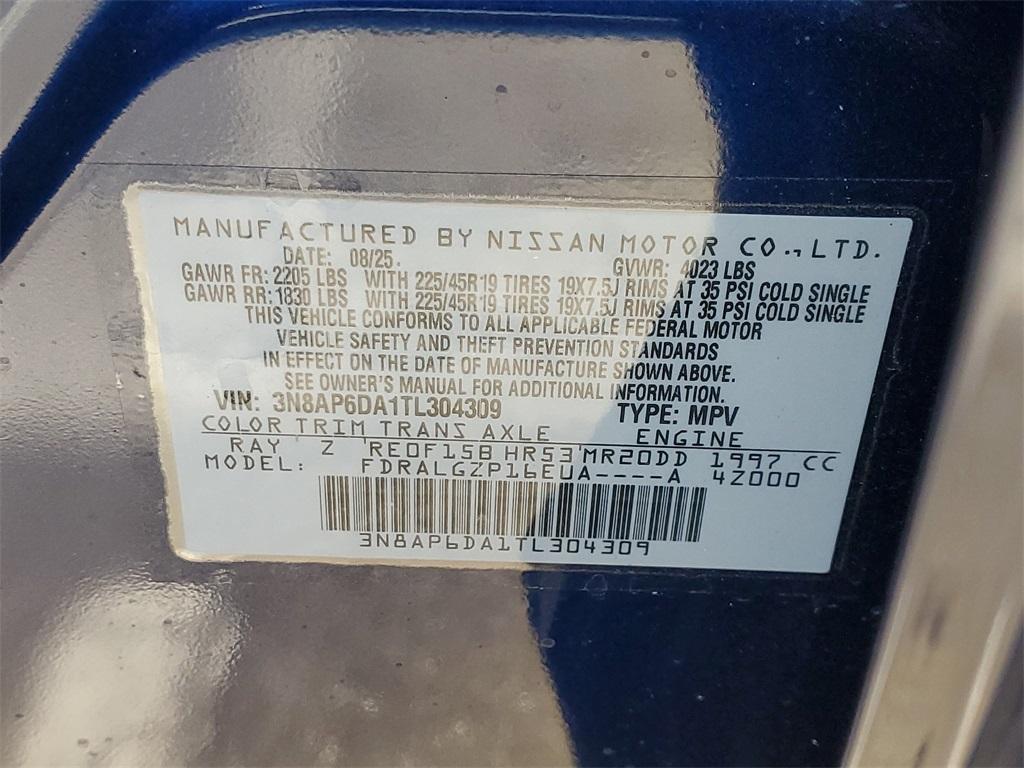 MANUFACTURED BY NISSAN MOTOR CO., LTD.
DATE: 08/25. GVWR: 4023 LBS
GAWR FR: 2205 LBS WITH 225/45R19 TIRES 19X7.5J RIMS AT 35 PSI COLD SINGLE
GAWR RR: 1830 LBS WITH 225/45R19 TIRES 19X7.5J RIMS AT 35 PSI COLD SINGLE
THIS VEHICLE CONFORMS TO ALL APPLICABLE FEDERAL MOTOR
VEHICLE SAFETY AND THEFT PREVENTION STANDARDS
IN EFFECT ON THE DATE OF MANUFACTURE SHOWN ABOVE.
SEE OWNER'S MANUAL FOR ADDITIONAL INFORMATION.
VIN: 3N8AP6DA1TL304309 TYPE: MPV
COLOR TRIM TRANS AXLE ENGINE
RAY Z 'RE0F15B HR53'MR20DD 1997 CC
MODEL: FDRALGZP16EUA----A 4Z000
3N8AP6DA1TL304309